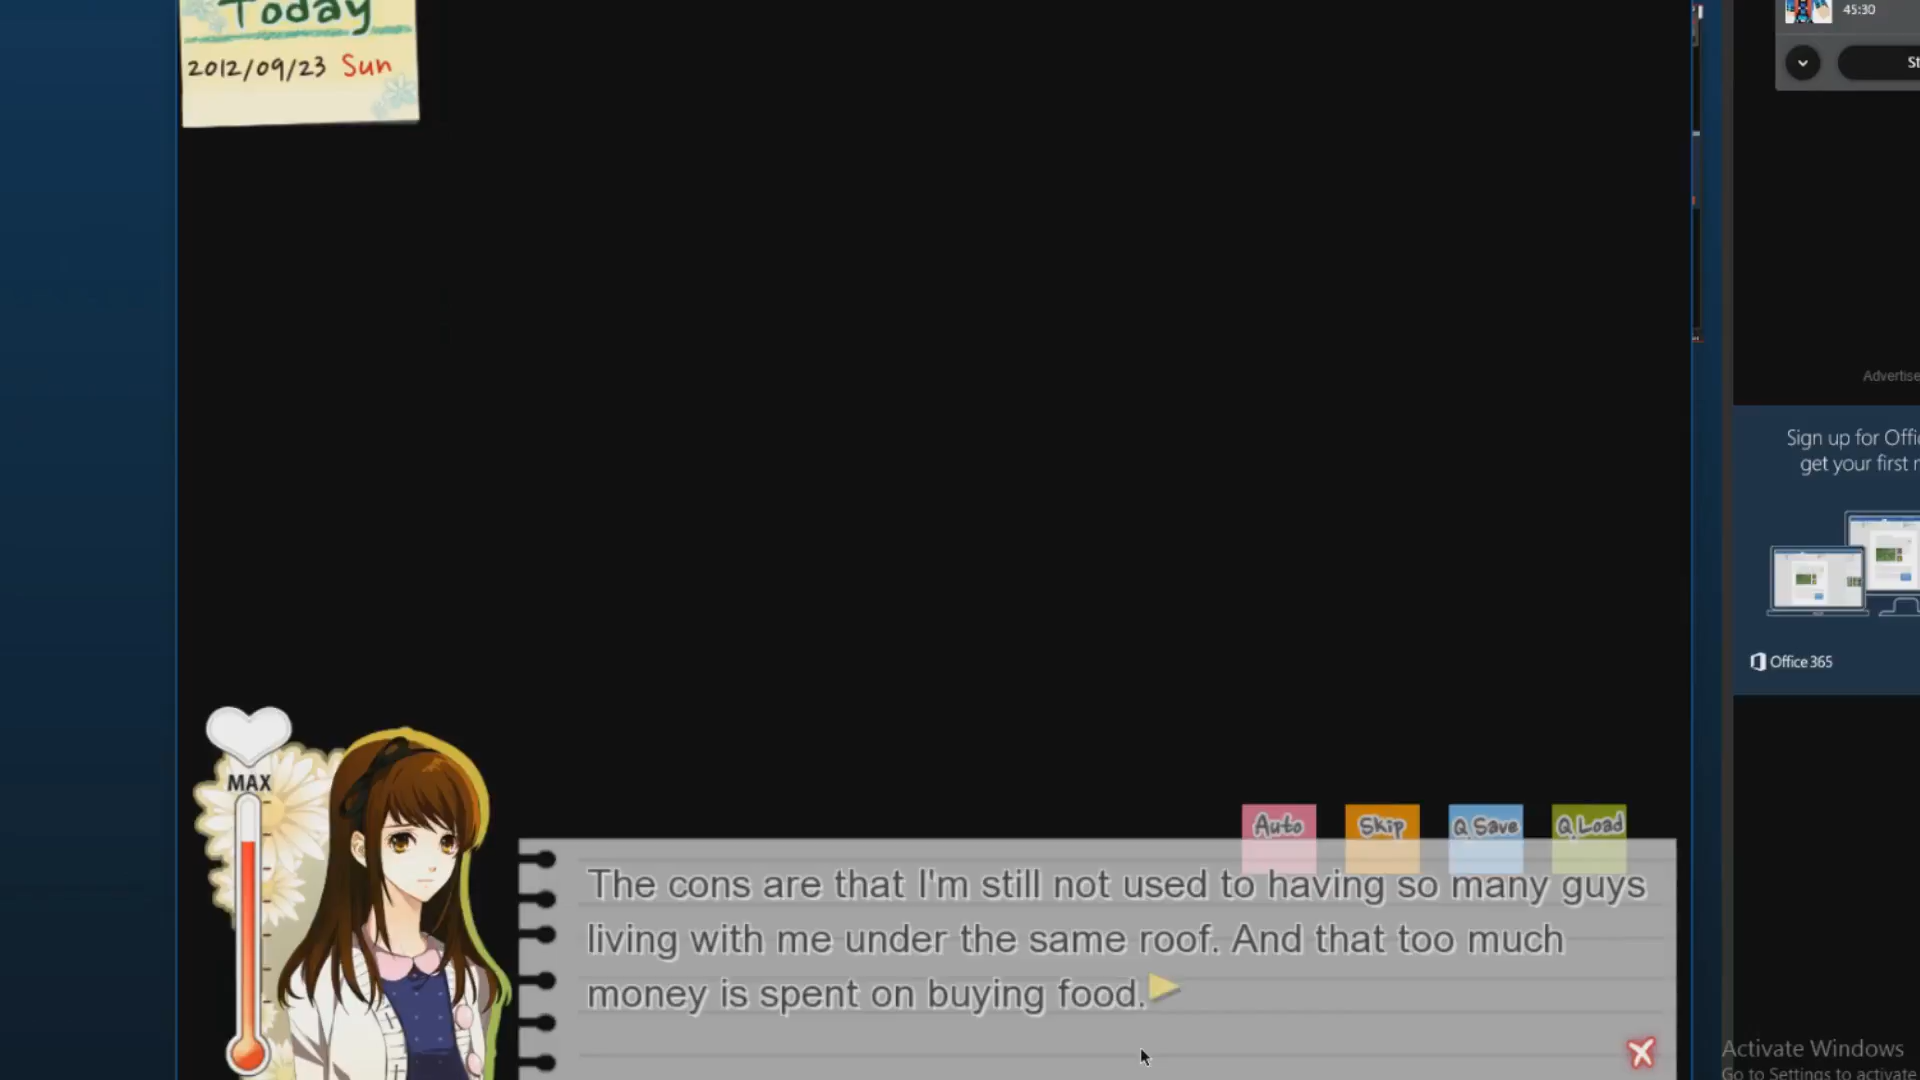 Today
2012/09/23 Sun
45:30
Advertise
Sign up for Offi
get your first
Office 365
MAX
Auto
Skip
Q Save
Q Load
The cons are that I'm still not used to having so many guys
living with me under the same roof. And that too much
money is spent on buying food.
Activate Windows
Go to Settings to activate